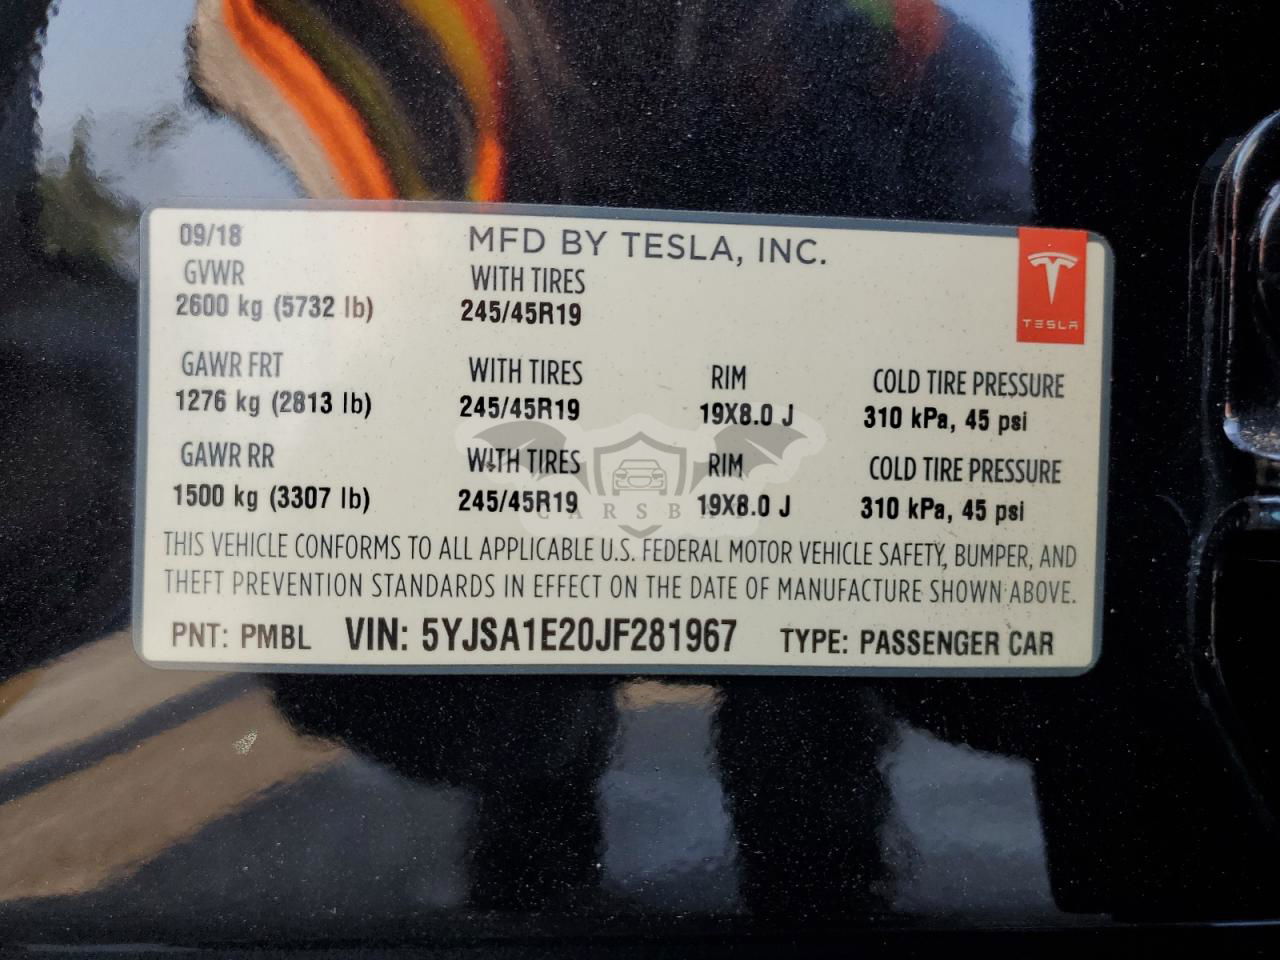 09/18 MFD BY TESLA, INC.
GVWR WITH TIRES
2600 kg (5732 lb) 245/45R19
TESLA
GAWR FRT WITH TIRES RIM COLD TIRE PRESSURE
1276 kg (2813 lb) 245/45R19 19X8.0 J 310 kPa, 45 psi
GAWR RR WITH TIRES RIM COLD TIRE PRESSURE
1500 kg (3307 lb) 245/45R19 19X8.0 J 310 kPa, 45 psi
THIS VEHICLE CONFORMS TO ALL APPLICABLE U.S. FEDERAL MOTOR VEHICLE SAFETY, BUMPER, AND
THEFT PREVENTION STANDARDS IN EFFECT ON THE DATE OF MANUFACTURE SHOWN ABOVE.
PNT: PMBL VIN: 5YJSA1E20JF281967 TYPE: PASSENGER CAR